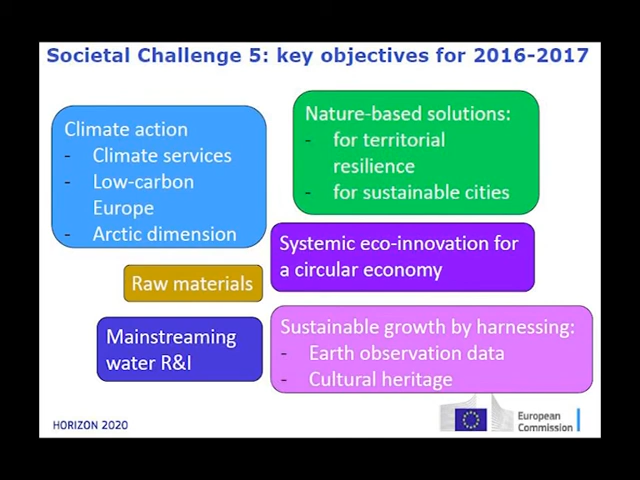 Societal Challenge 5: key objectives for 2016-2017
Climate action
- Climate services
- Low-carbon
Europe
- Arctic dimension
Nature-based solutions:
- for territorial
resilience
- for sustainable cities
Systemic eco-innovation for
a circular economy
Raw materials
Mainstreaming
water R&I
Sustainable growth by harnessing:
- Earth observation data
- Cultural heritage
HORIZON 2020
European
Commission